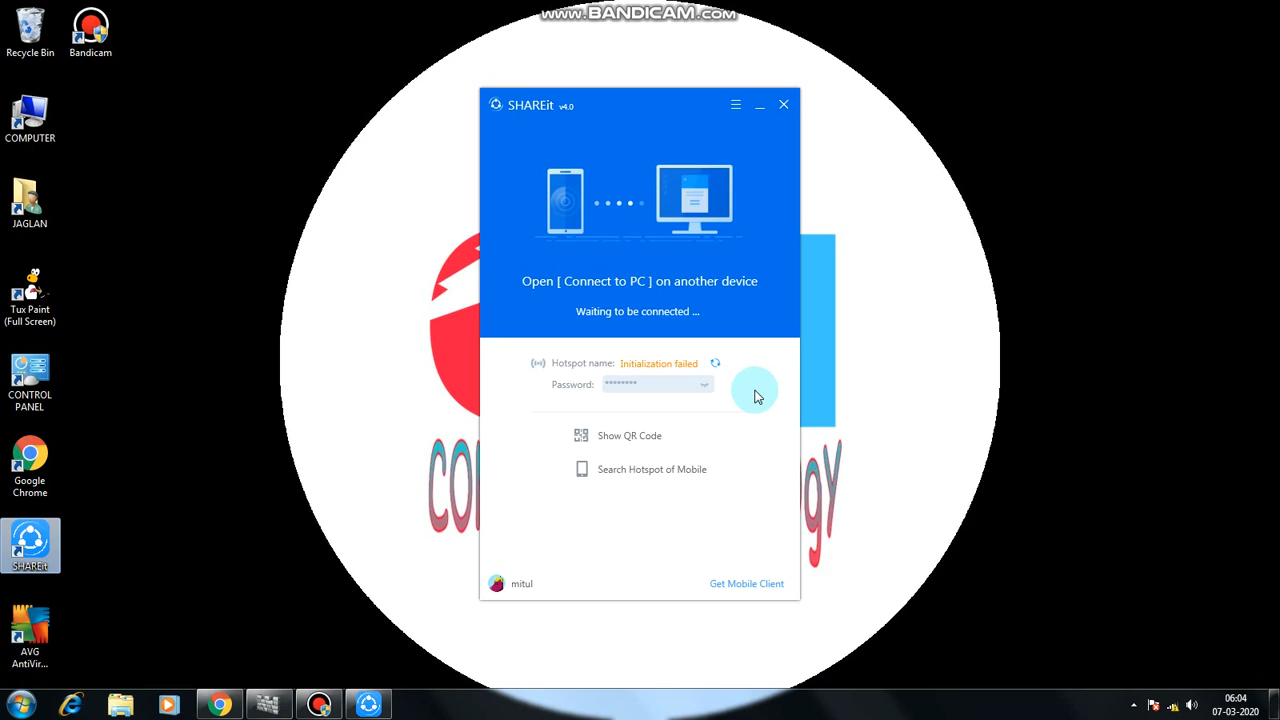 www.BANDICAM.com
Recycle Bin
Bandicam
COMPUTER
JAGLAN
Tux Paint
(Full Screen)
CONTROL
PANEL
Google
Chrome
SHAREit
AVG
AntiVir...
SHAREit v4.0
Open [ Connect to PC ] on another device
Waiting to be connected ...
Hotspot name: Initialization failed
Password: ********
Show QR Code
Search Hotspot of Mobile
mitul
Get Mobile Client
06:04
07-03-2020